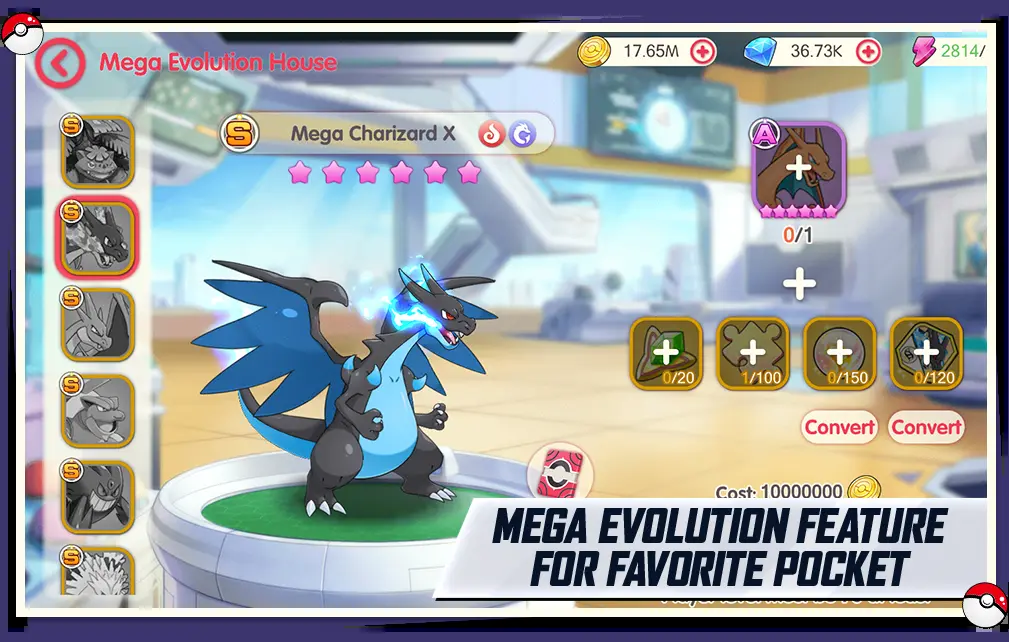 Mega Evolution House
17.65M
36.73K
2814/
S
S
Mega Charizard X
A
0/1
S
S
S
S
S
0/20
1/100
0/150
0/120
Convert
Convert
Cost: 10000000
MEGA EVOLUTION FEATURE
FOR FAVORITE POCKET